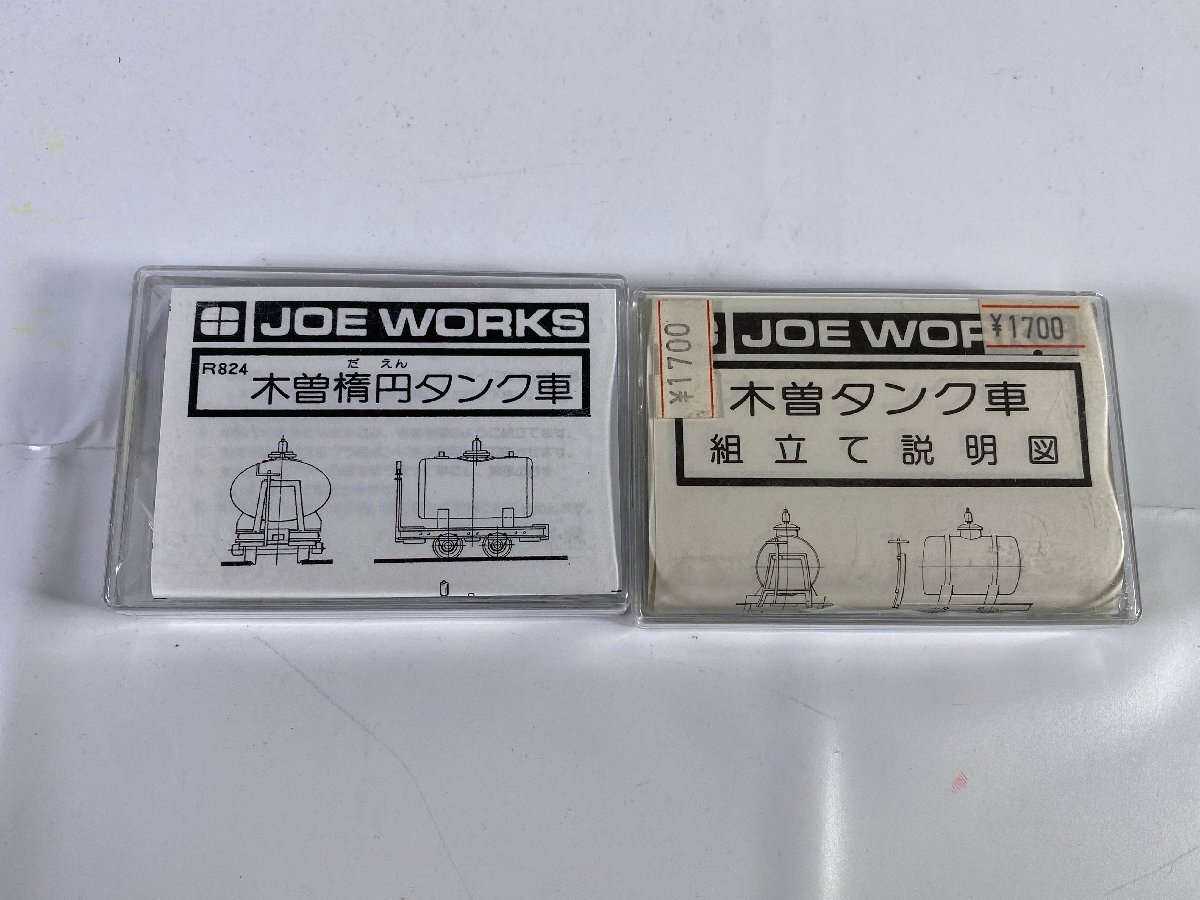 JOE WORKS
R824 木曽楕円タンク車
だ えん
JOE WOR
¥1700
¥1700
木曽タンク車
組立て説明図